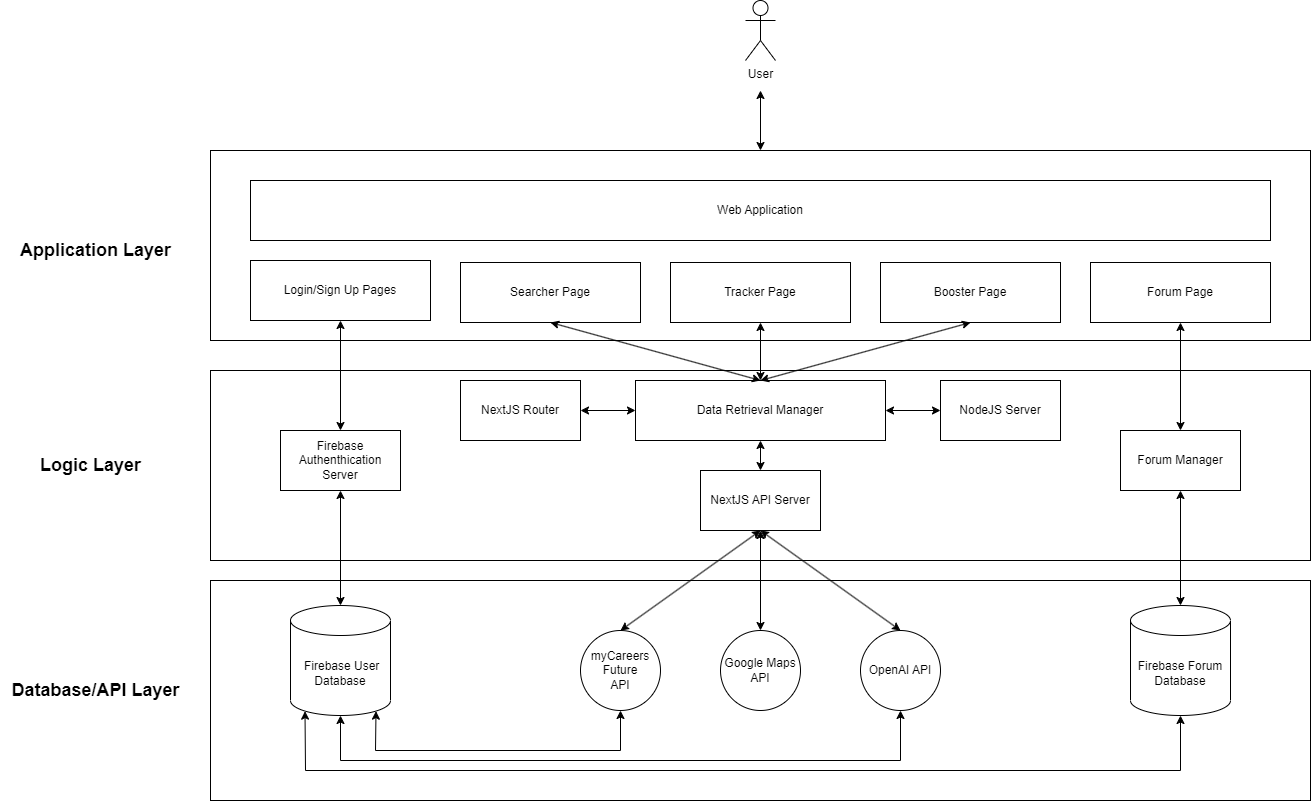 User
Application Layer
Web Application
Login/Sign Up Pages
Searcher Page
Tracker Page
Booster Page
Forum Page
Logic Layer
NextJS Router
Data Retrieval Manager
NodeJS Server
Firebase
Authenthication
Server
Forum Manager
NextJS API Server
Database/API Layer
Firebase User
Database
myCareers
Future
API
Google Maps
API
OpenAI API
Firebase Forum
Database